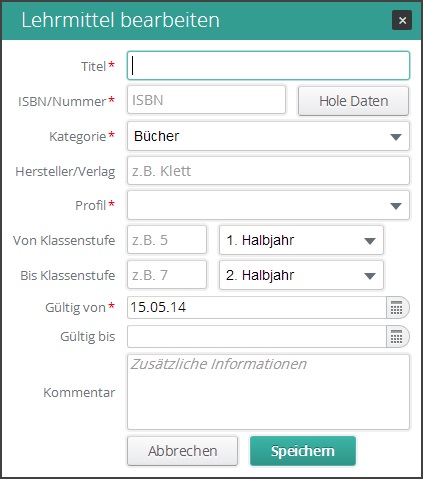 Lehrmittel bearbeiten
Titel*
ISBN/Nummer* ISBN Hole Daten
Kategorie* Bücher
Hersteller/Verlag z.B. Klett
Profil*
Von Klassenstufe z.B. 5 1. Halbjahr
Bis Klassenstufe z.B. 7 2. Halbjahr
Gültig von* 15.05.14
Gültig bis
Zusätzliche Informationen
Kommentar
Abbrechen Speichern